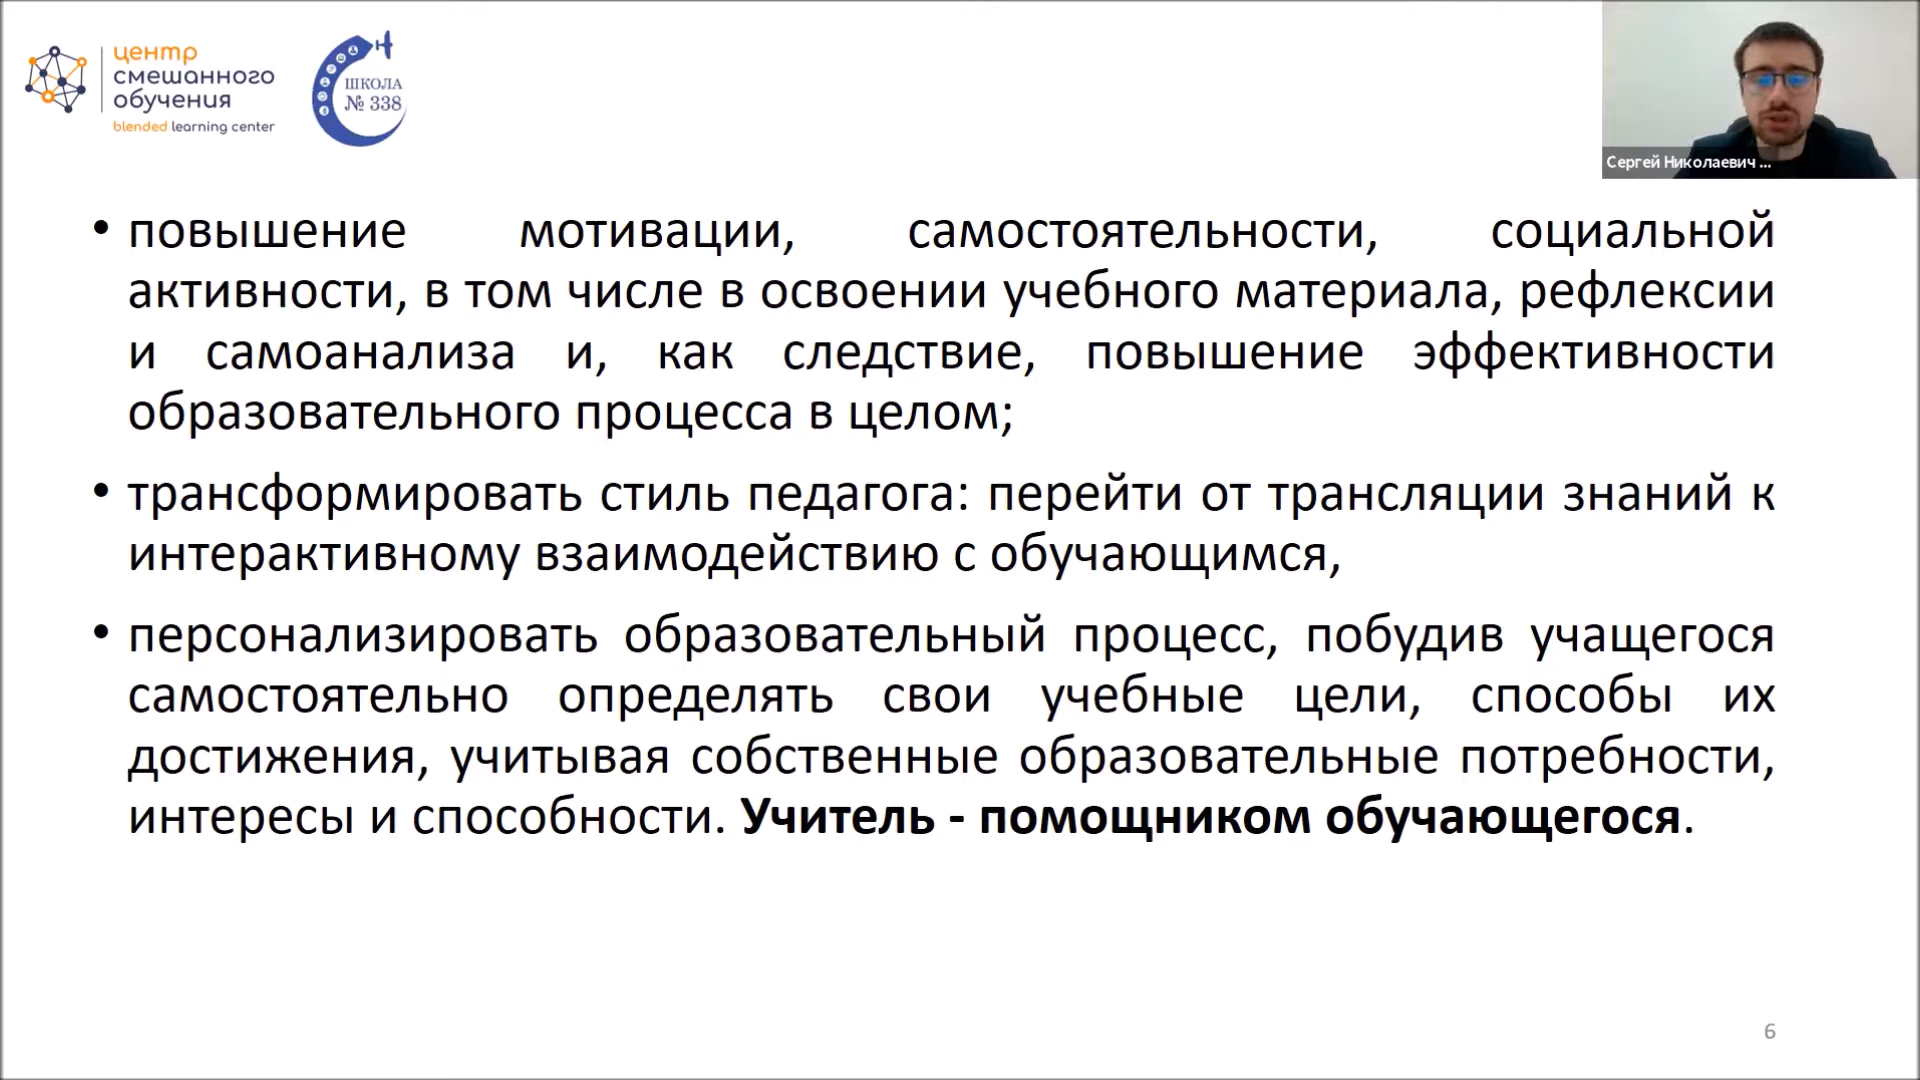 центр
смешанного
обучения
blended learning center
ШКОЛА
№ 338
Сергей Николаевич ...
• повышение мотивации, самостоятельности, социальной
активности, в том числе в освоении учебного материала, рефлексии
и самоанализа и, как следствие, повышение эффективности
образовательного процесса в целом;
• трансформировать стиль педагога: перейти от трансляции знаний к
интерактивному взаимодействию с обучающимся,
• персонализировать образовательный процесс, побудив учащегося
самостоятельно определять свои учебные цели, способы их
достижения, учитывая собственные образовательные потребности,
интересы и способности. Учитель - помощником обучающегося.
6